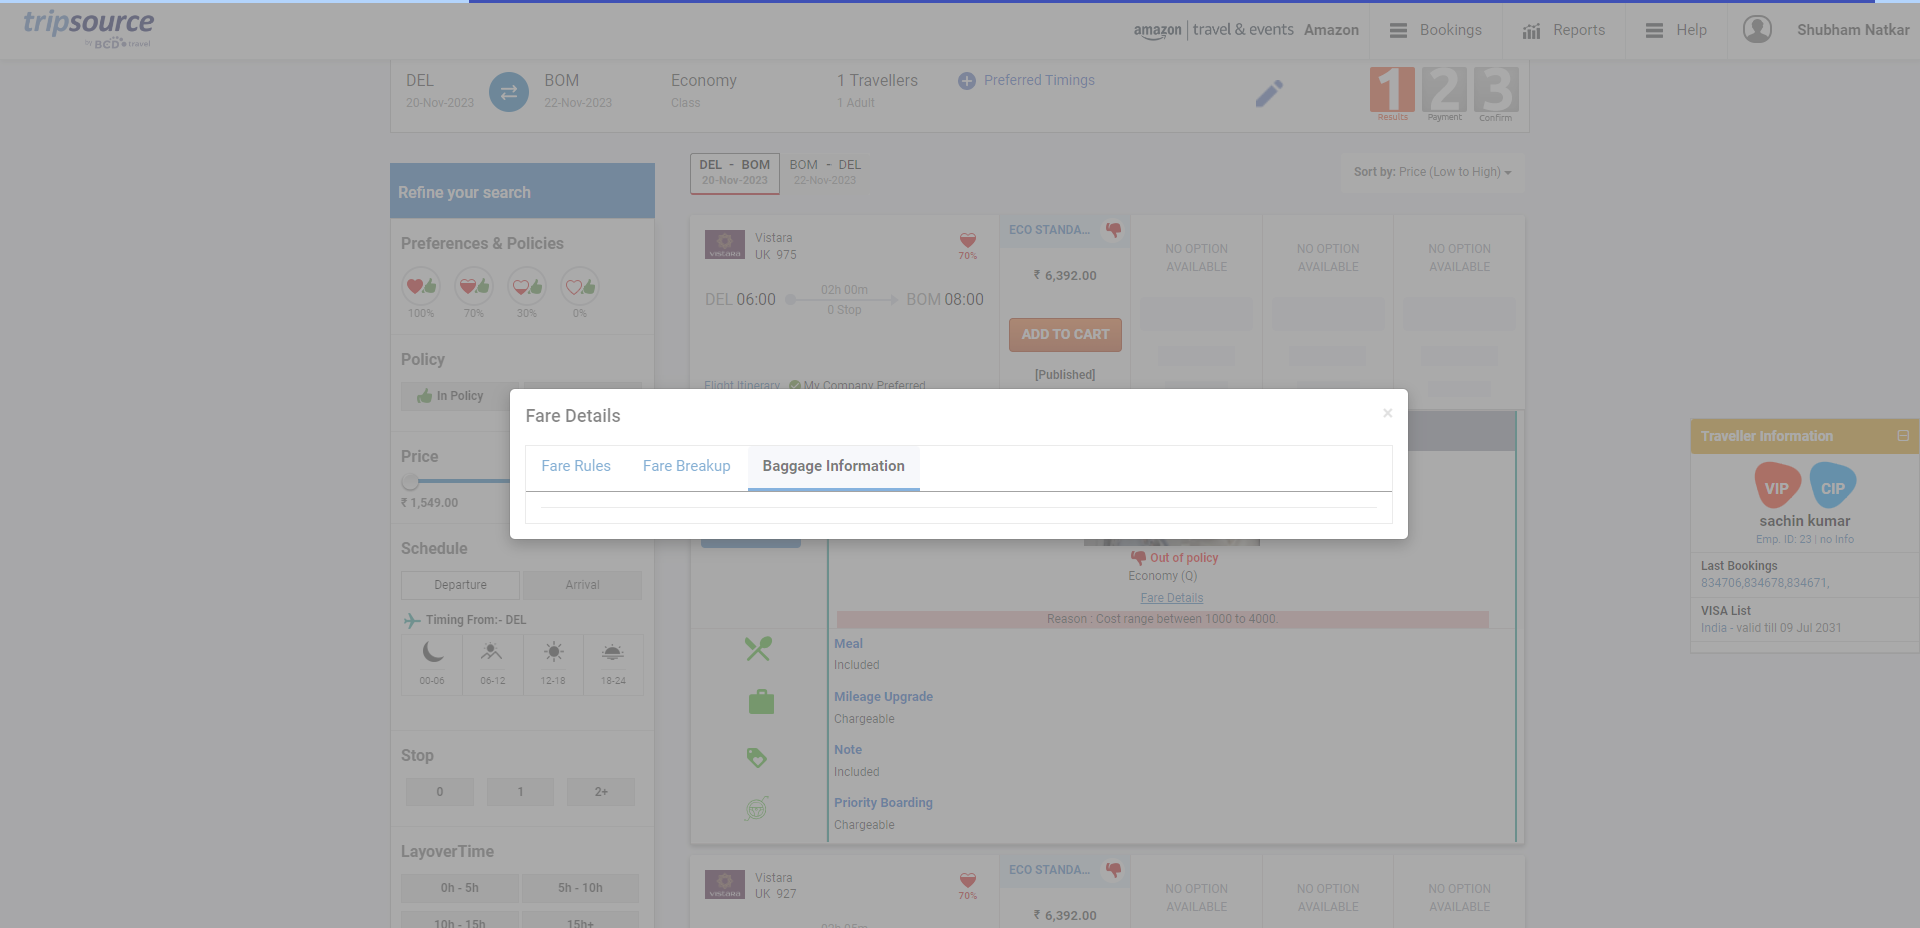 tripsource
by BCD travel
amazon | travel & events Amazon
Bookings
Reports
Help
Shubham Natkar
DEL
20-Nov-2023
BOM
22-Nov-2023
Economy
Class
1 Travellers
1 Adult
Preferred Timings
1 2 3
Results Payment Confirm
DEL - BOM
20-Nov-2023
BOM - DEL
22-Nov-2023
Sort by: Price (Low to High)
Refine your search
Preferences & Policies
100% 70% 30% 0%
Policy
In Policy
Price
₹ 1,549.00
Schedule
Departure Arrival
Timing From:- DEL
00-06 06-12 12-18 18-24
Stop
0 1 2+
LayoverTime
0h - 5h 5h - 10h
10h - 15h 15h+
VISTARA
Vistara
UK 975
70%
DEL 06:00
02h 00m
0 Stop
BOM 08:00
Flight Itinerary My Company Preferred
ECO STANDA...
₹ 6,392.00
ADD TO CART
[Published]
NO OPTION
AVAILABLE
NO OPTION
AVAILABLE
NO OPTION
AVAILABLE
Fare Details
×
Fare Rules Fare Breakup Baggage Information
Out of policy
Economy (Q)
Fare Details
Reason : Cost range between 1000 to 4000.
Meal
Included
Mileage Upgrade
Chargeable
Note
Included
Priority Boarding
Chargeable
VISTARA
Vistara
UK 927
70%
02h 05m
ECO STANDA...
₹ 6,392.00
NO OPTION
AVAILABLE
NO OPTION
AVAILABLE
NO OPTION
AVAILABLE
Traveller Information
VIP CIP
sachin kumar
Emp. ID: 23 | no Info
Last Bookings
834706,834678,834671,
VISA List
India - valid till 09 Jul 2031